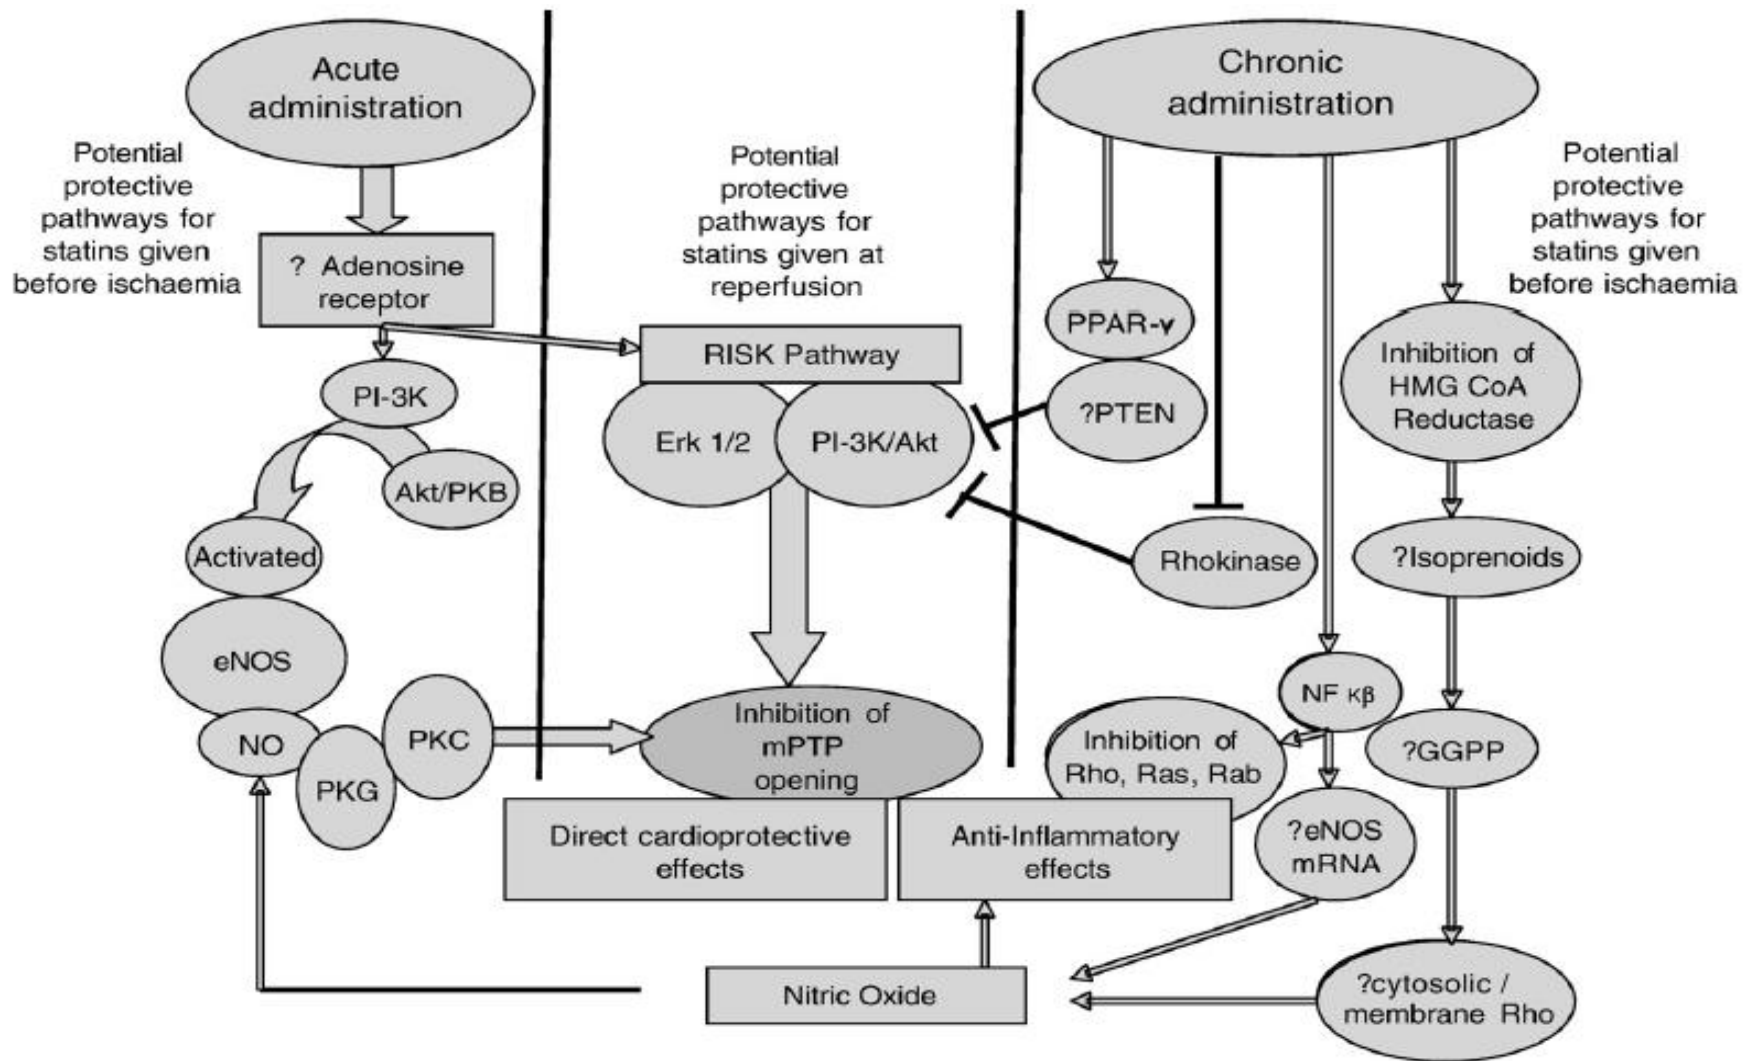 Acute
administration
Potential
protective
pathways for
statins given
before ischaemia
? Adenosine
receptor
PI-3K
Akt/PKB
Activated
eNOS
NO
PKG
PKC
Potential
protective
pathways for
statins given at
reperfusion
RISK Pathway
Erk 1/2
PI-3K/Akt
Inhibition of
mPTP
opening
Direct cardioprotective
effects
Anti-Inflammatory
effects
Nitric Oxide
Chronic
administration
Potential
protective
pathways for
statins given
before ischaemia
PPAR-γ
?PTEN
Rhokinase
Inhibition of
HMG CoA
Reductase
?Isoprenoids
NF κβ
?GGPP
Inhibition of
Rho, Ras, Rab
?eNOS
mRNA
?cytosolic /
membrane Rho